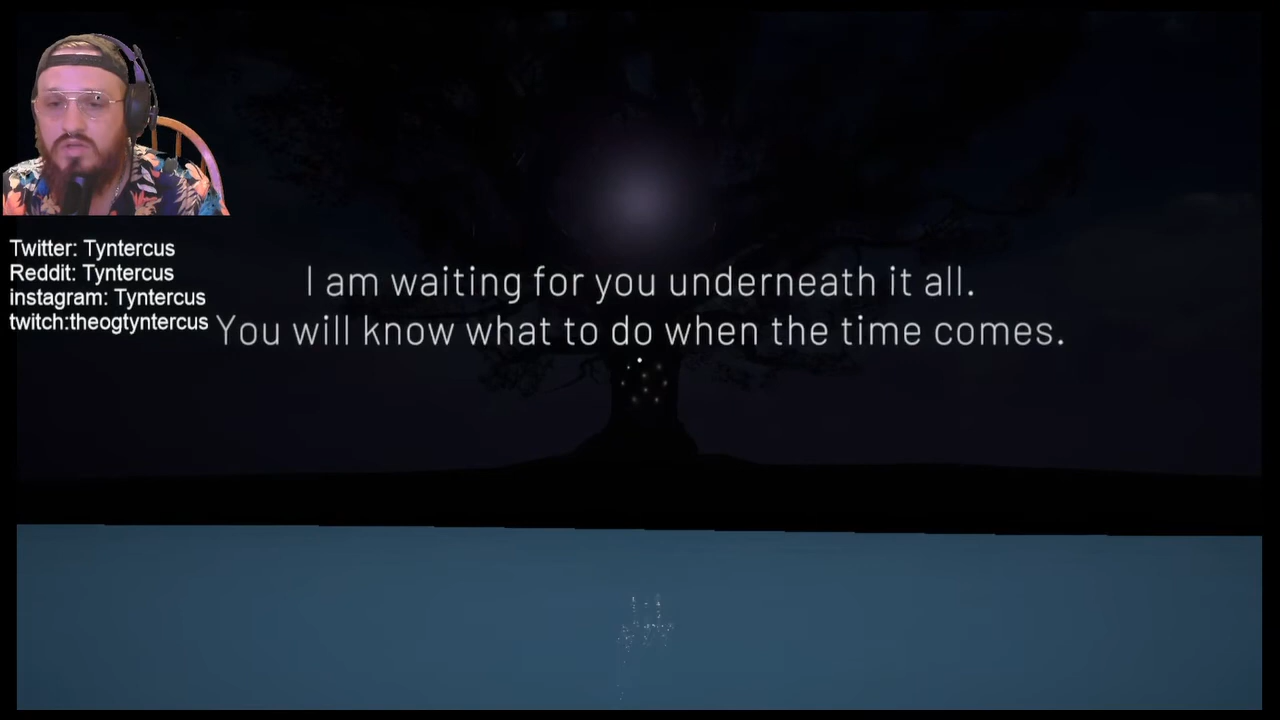 Twitter: Tyntercus
Reddit: Tyntercus
instagram: Tyntercus
twitch:theogtyntercus
I am waiting for you underneath it all.
You will know what to do when the time comes.